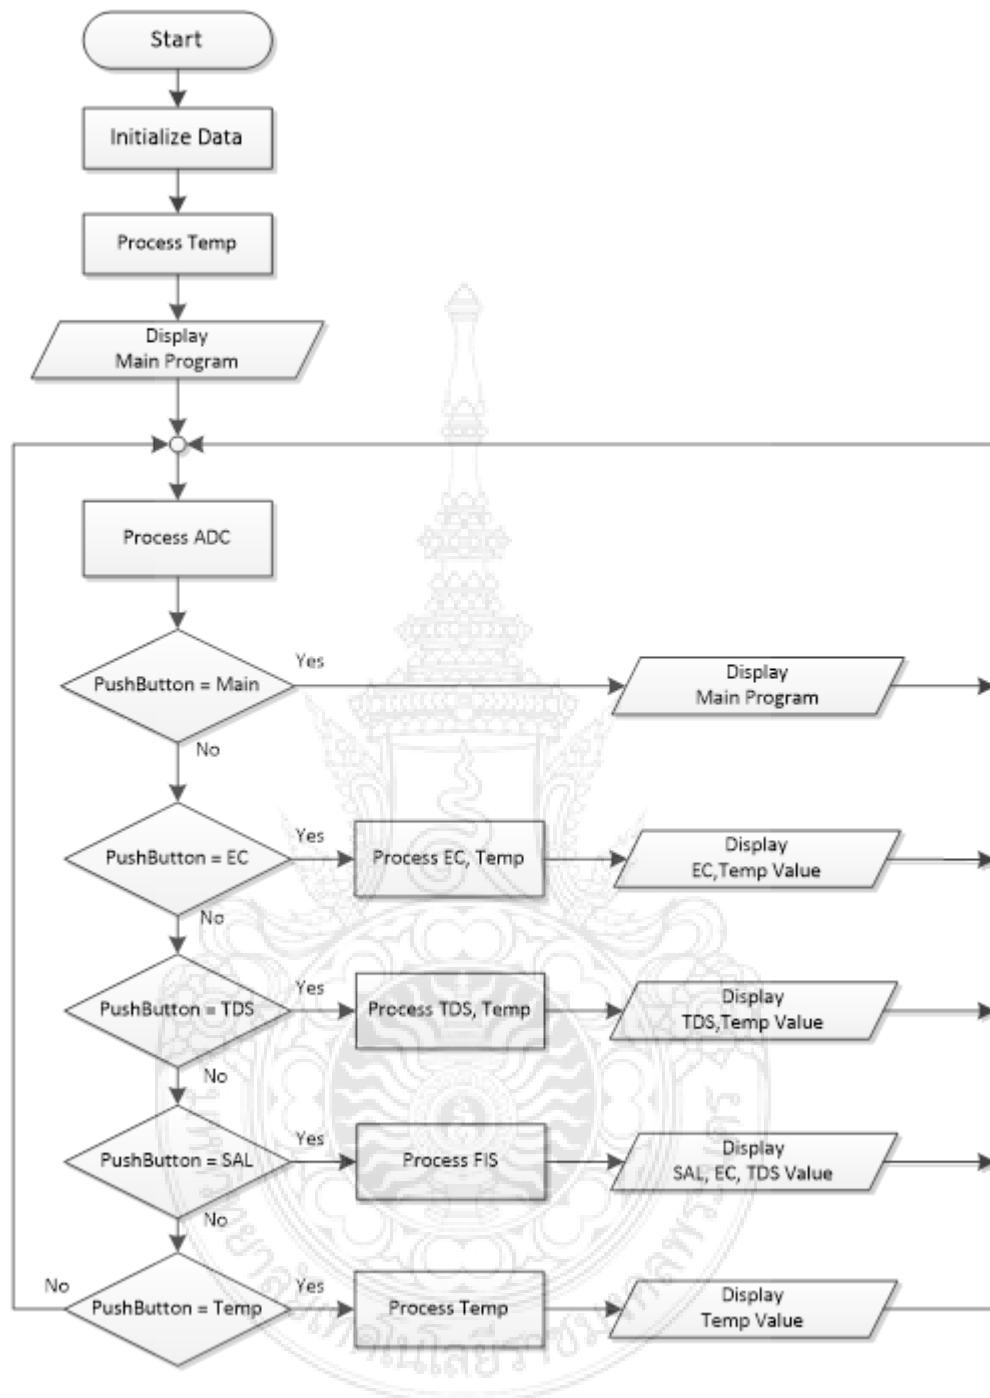 Start
Initialize Data
Process Temp
Display
Main Program
Process ADC
PushButton = Main
Yes
Display
Main Program
No
PushButton = EC
Yes
Process EC, Temp
Display
EC,Temp Value
No
PushButton = TDS
Yes
Process TDS, Temp
Display
TDS,Temp Value
No
PushButton = SAL
Yes
Process FIS
Display
SAL, EC, TDS Value
No
No
PushButton = Temp
Yes
Process Temp
Display
Temp Value